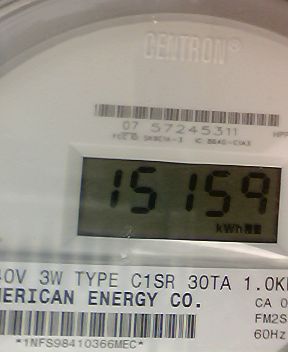 CENTRON®
07 57245311
15159
kWh
40V 3W TYPE C1SR 30TA 1.0K
MERICAN ENERGY CO.
CA 0
FM2S
60Hz
*1NFS98410366MEC*